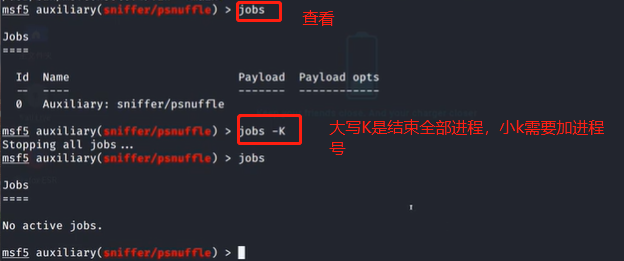 msf5 auxiliary(sniffer/psnuffle) > jobs
查看
Jobs
====
Id Name Payload Payload opts
-- ---- ------- ------------
0 Auxiliary: sniffer/psnuffle
msf5 auxiliary(sniffer/psnuffle) > jobs -K
大写K是结束全部进程，小k需要加进程
号
Stopping all jobs...
msf5 auxiliary(sniffer/psnuffle) > jobs
Jobs
====
No active jobs.
msf5 auxiliary(sniffer/psnuffle) >